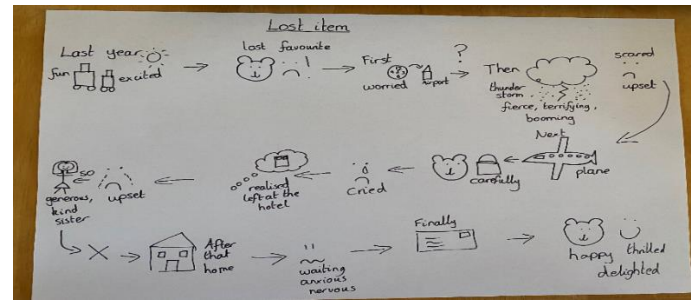 Lost item
Last year
fun
excited
lost favourite
!
First
worried
airport
?
Then
thunder
storm
fierce, terrifying,
booming
scared
upset
Next
plane
carefully
cried
realised
left at the
hotel
upset
so
generous,
kind
sister
After
that
home
waiting
anxious
nervous
Finally
happy
thrilled
delighted